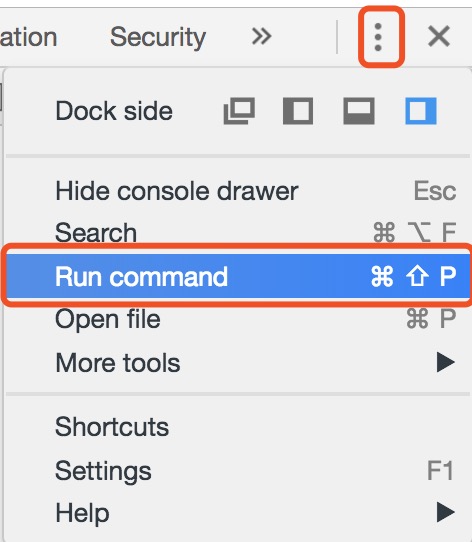 ation Security
Dock side
Hide console drawer Esc
Search ⌘ ⌥ F
Run command ⌘ ⇧ P
Open file ⌘ P
More tools
Shortcuts
Settings F1
Help